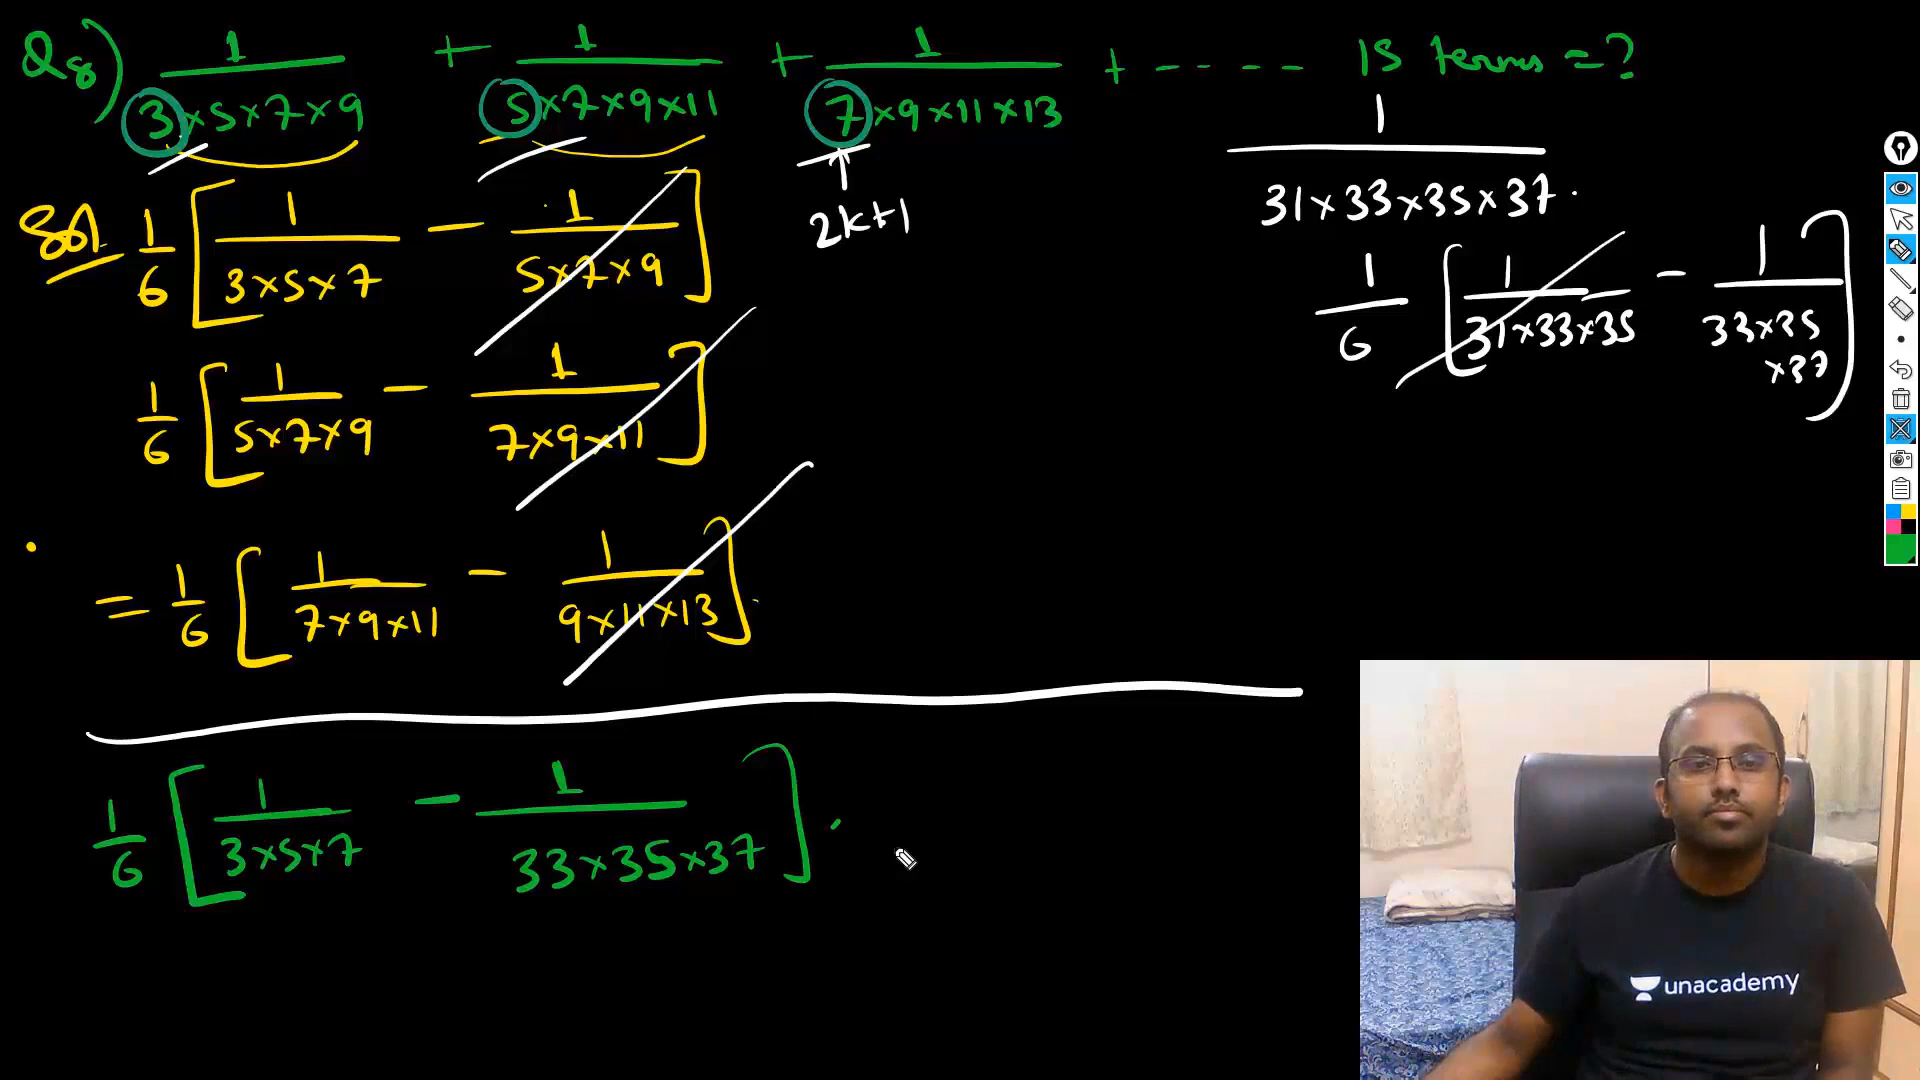 Q8) 1/(3×5×7×9) + 1/(5×7×9×11) + 1/(7×9×11×13) + ----- 15 terms = ?
1/(31×33×35×37).
2k+1
Sol. 1/6 [ 1/(3×5×7) − 1/(5×7×9) ]
1/6 [ 1/(31×33×35) − 1/(33×35×37) ]
1/6 [ 1/(5×7×9) − 1/(7×9×11) ]
= 1/6 [ 1/(7×9×11) − 1/(9×11×13) ].
1/6 [ 1/(3×5×7) − 1/(33×35×37) ].
unacademy